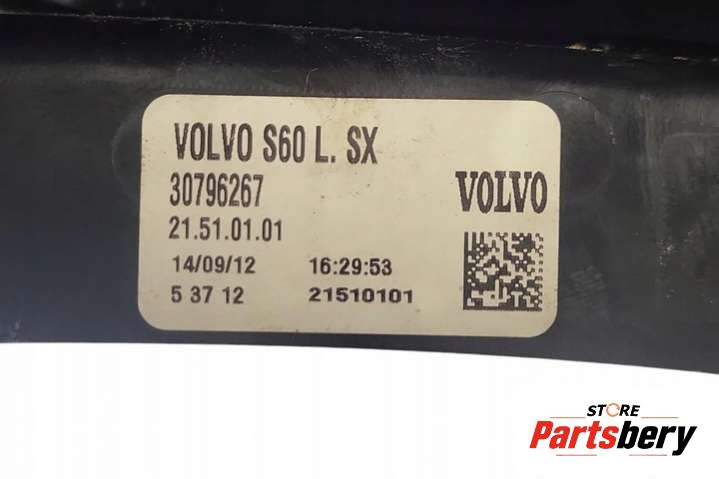 VOLVO S60 L. SX
30796267
VOLVO
21.51.01.01
14/09/12 16:29:53
5 37 12 21510101
STORE
Partsbery